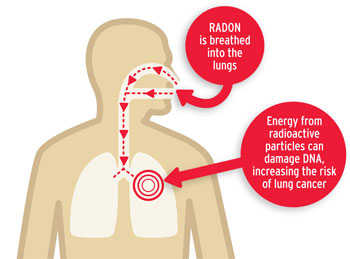 RADON
is breathed
into the
lungs
Energy from
radioactive
particles can
damage DNA,
increasing the risk
of lung cancer